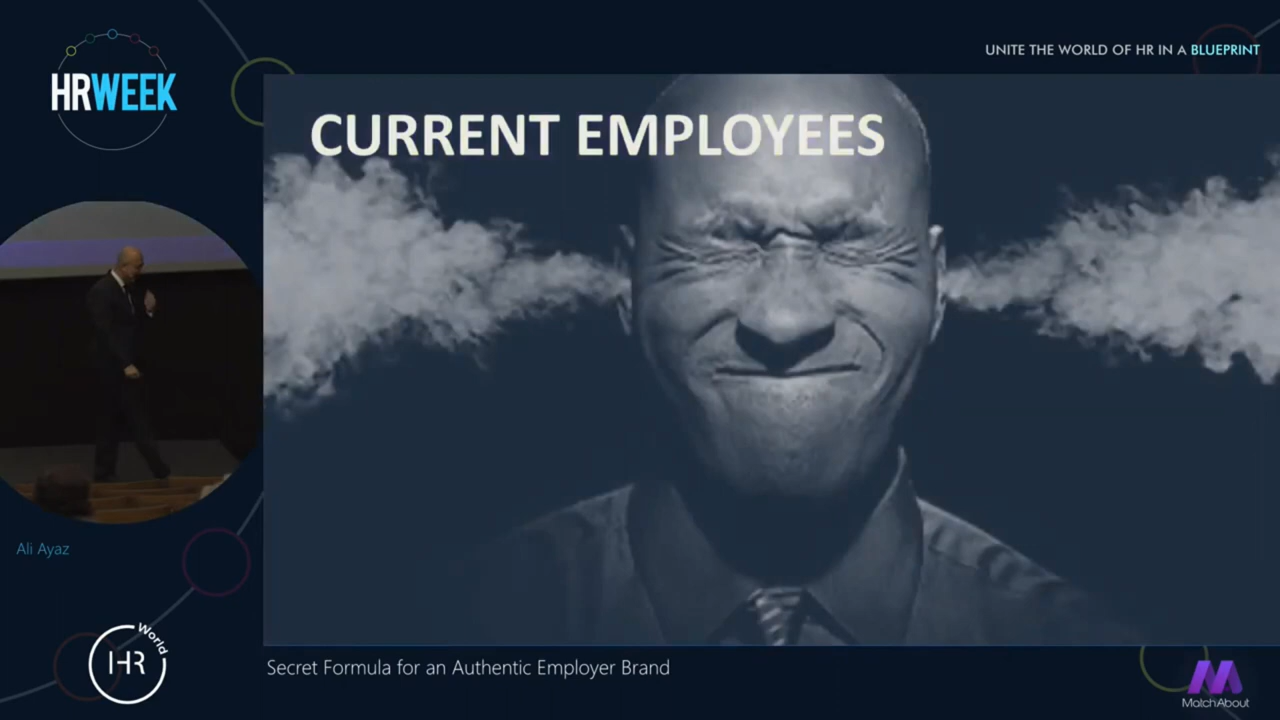 HRWEEK
UNITE THE WORLD OF HR IN A BLUEPRINT
CURRENT EMPLOYEES
Ali Ayaz
HR World
Secret Formula for an Authentic Employer Brand
MatchAbout